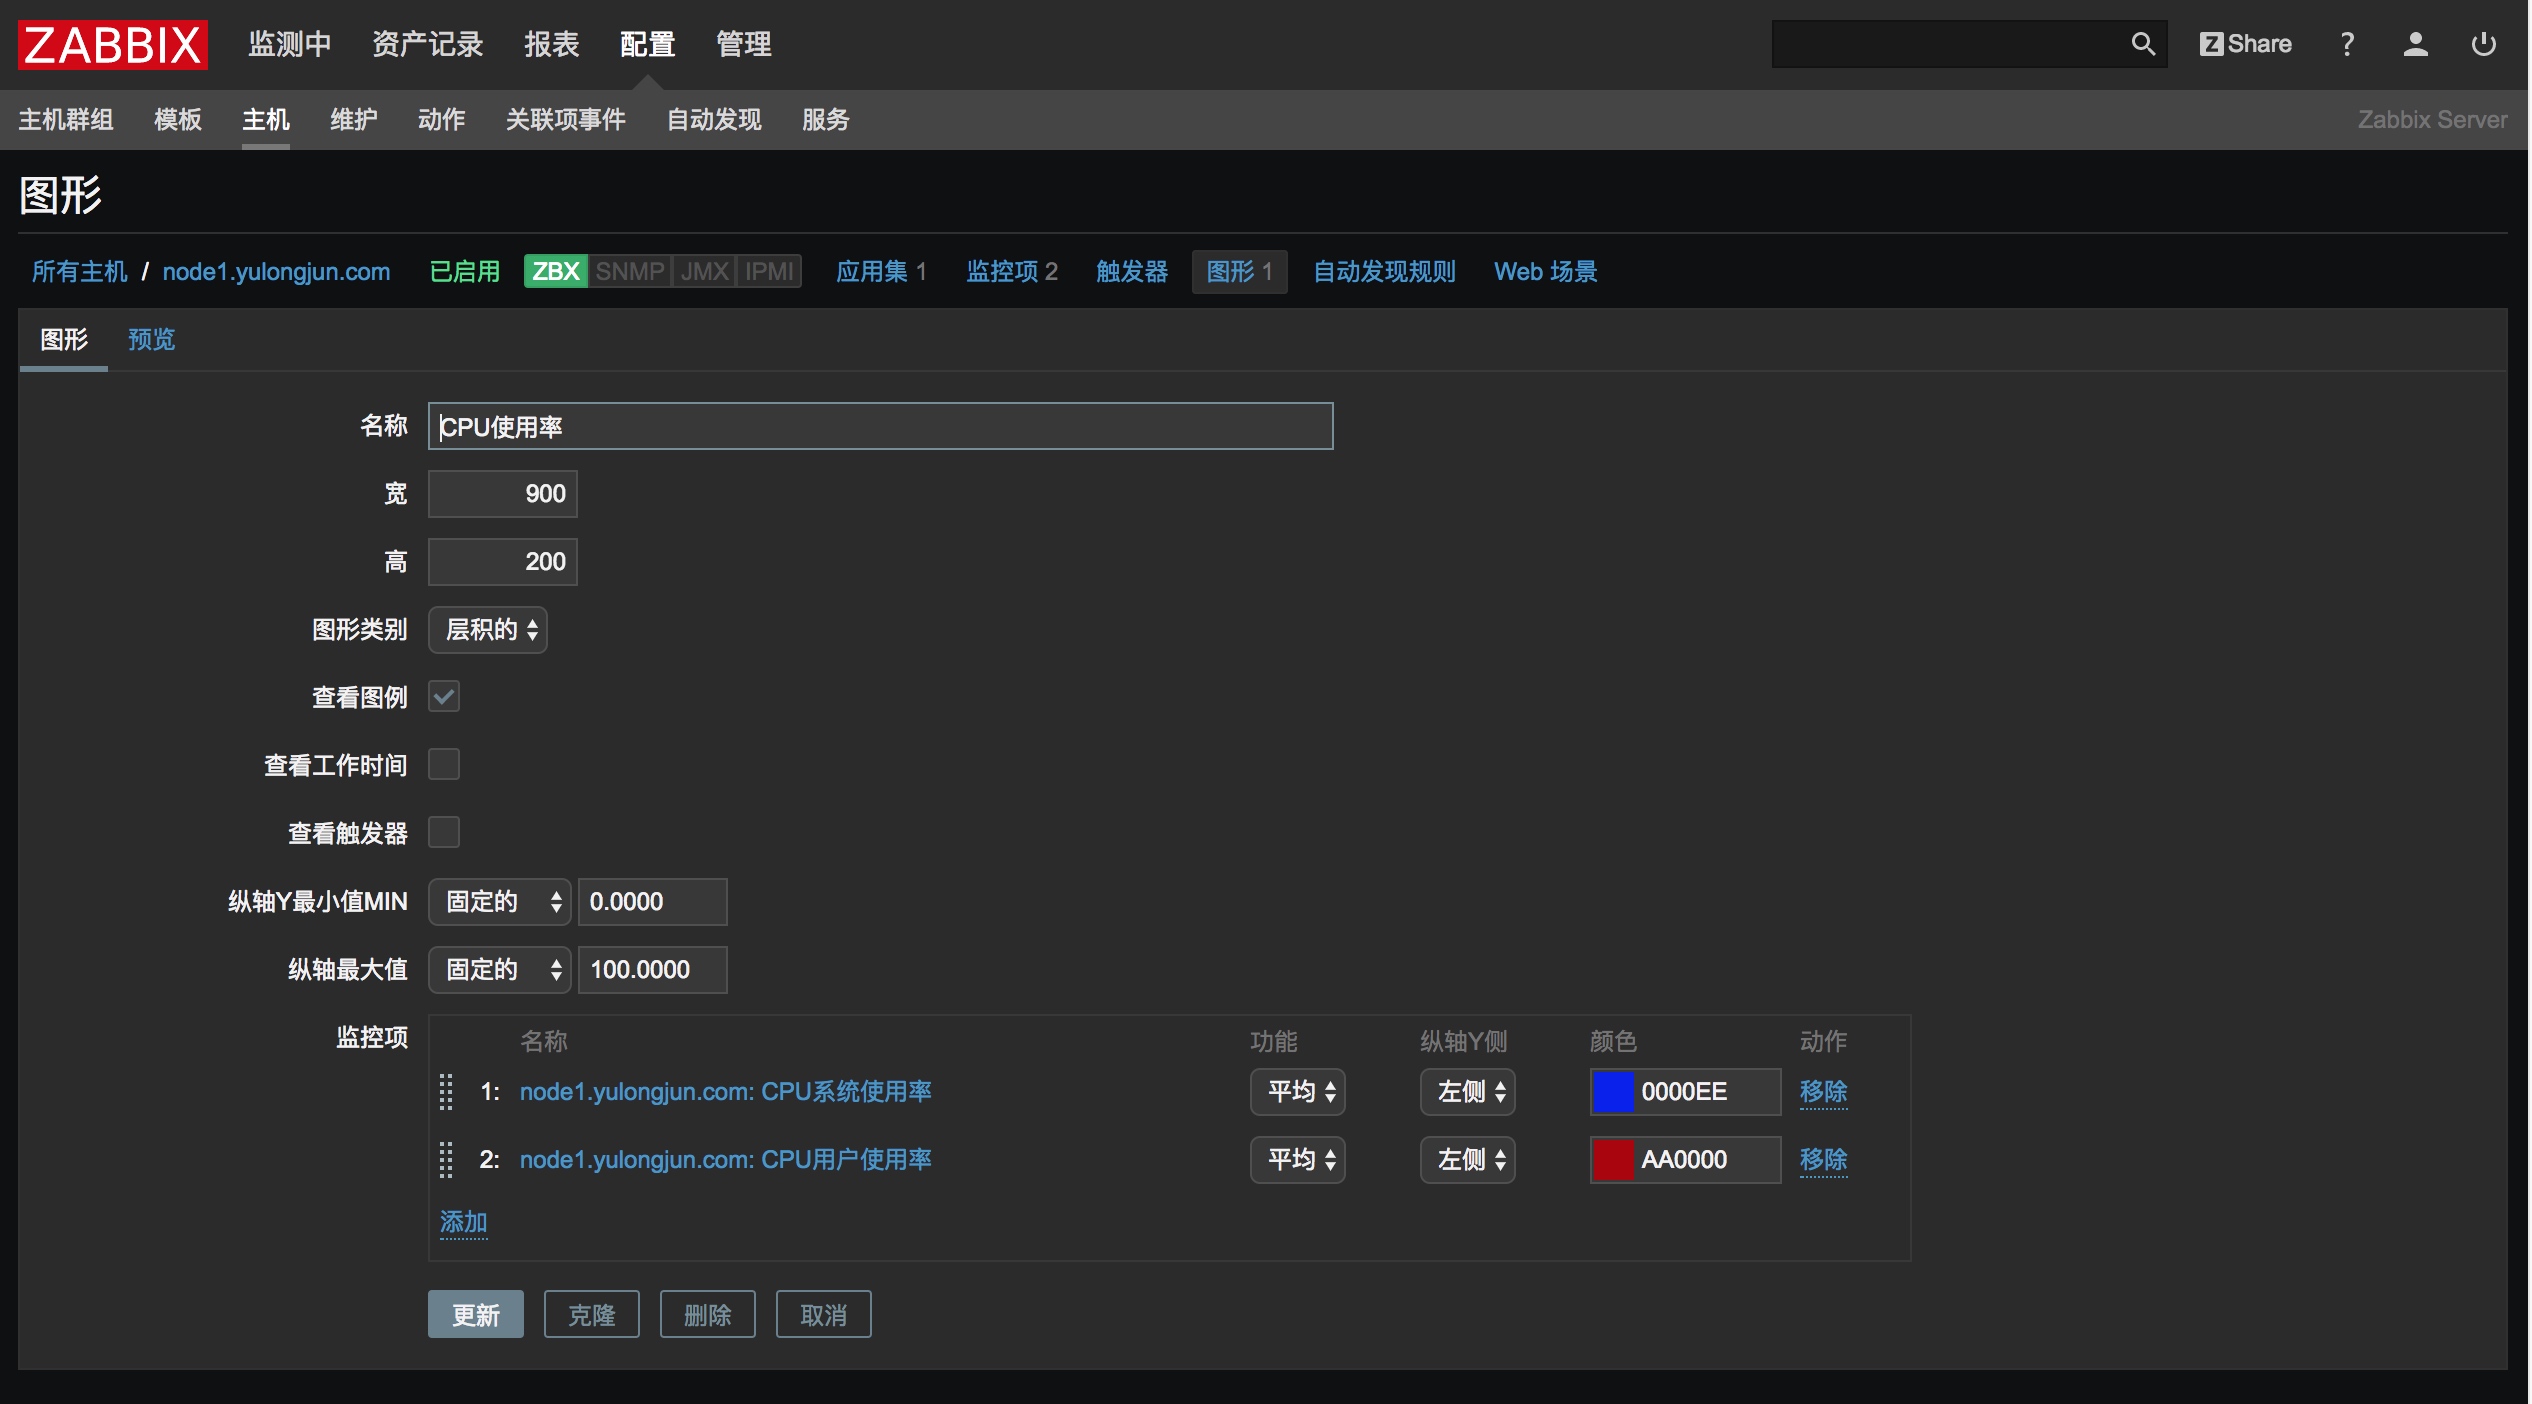 ZABBIX 监测中 资产记录 报表 配置 管理 Z Share ?
主机群组 模板 主机 维护 动作 关联项事件 自动发现 服务 Zabbix Server
图形
所有主机 / node1.yulongjun.com 已启用 ZBX SNMP JMX IPMI 应用集 1 监控项 2 触发器 图形 1 自动发现规则 Web 场景
图形 预览
名称 CPU使用率
宽 900
高 200
图形类别 层积的
查看图例
查看工作时间
查看触发器
纵轴Y最小值MIN 固定的 0.0000
纵轴最大值 固定的 100.0000
监控项 名称 功能 纵轴Y侧 颜色 动作
1: node1.yulongjun.com: CPU系统使用率 平均 左侧 0000EE 移除
2: node1.yulongjun.com: CPU用户使用率 平均 左侧 AA0000 移除
添加
更新 克隆 删除 取消